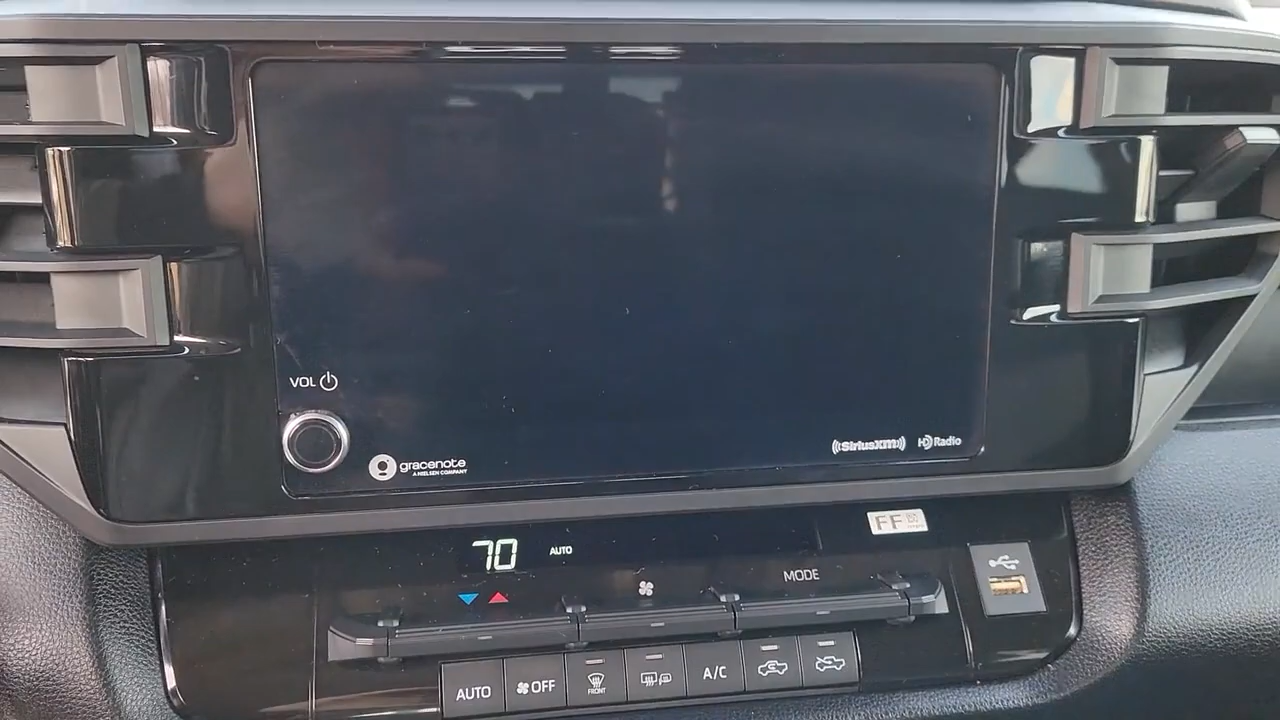 VOL
gracenote
A NIELSEN COMPANY
((SiriusXM))
HD Radio
70 AUTO
FF
MODE
AUTO
OFF
FRONT
A/C